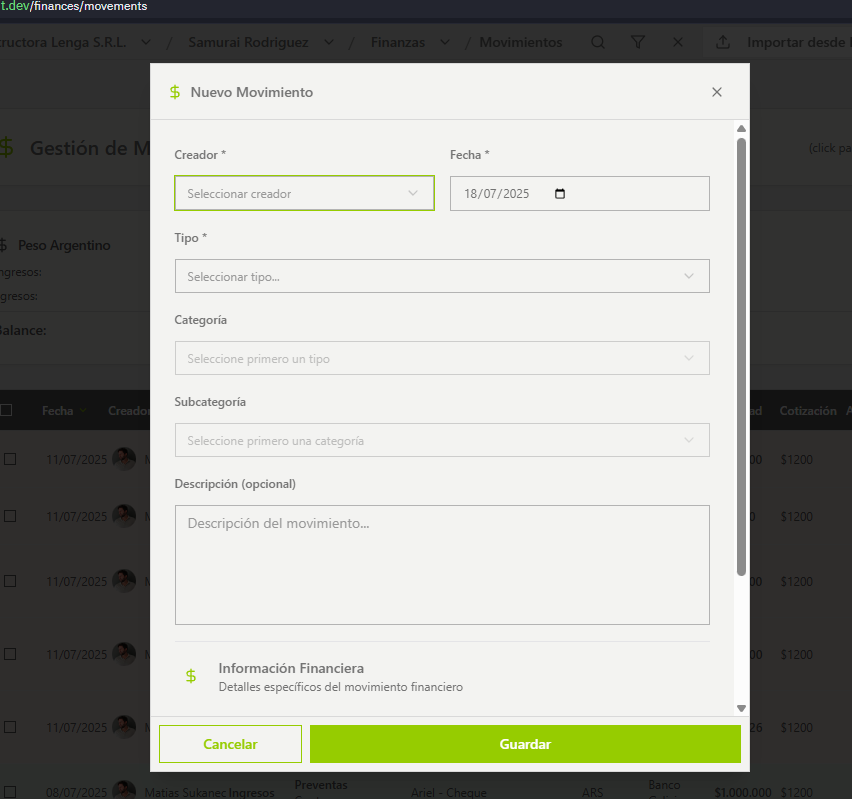 t.dev/finances/movements
tructora Lenga S.R.L. / Samurai Rodriguez / Finanzas / Movimientos Importar desde
$ Nuevo Movimiento
$ Gestión de M
(click pa
Creador *
Fecha *
Seleccionar creador
18/07/2025
Tipo *
$ Peso Argentino
Seleccionar tipo...
ngresos:
gresos:
Categoría
Balance:
Seleccione primero un tipo
Subcategoría
Fecha Creador ad Cotización A
Seleccione primero una categoría
11/07/2025 M 00 $1200
Descripción (opcional)
11/07/2025 M 0 $1200
Descripción del movimiento...
11/07/2025 M 00 $1200
11/07/2025 M 00 $1200
$ Información Financiera
Detalles específicos del movimiento financiero
11/07/2025 M 26 $1200
Cancelar
Guardar
08/07/2025 Matias Sukanec Ingresos Preventas Ariel - Cheque ARS Banco $1.000.000 $1200